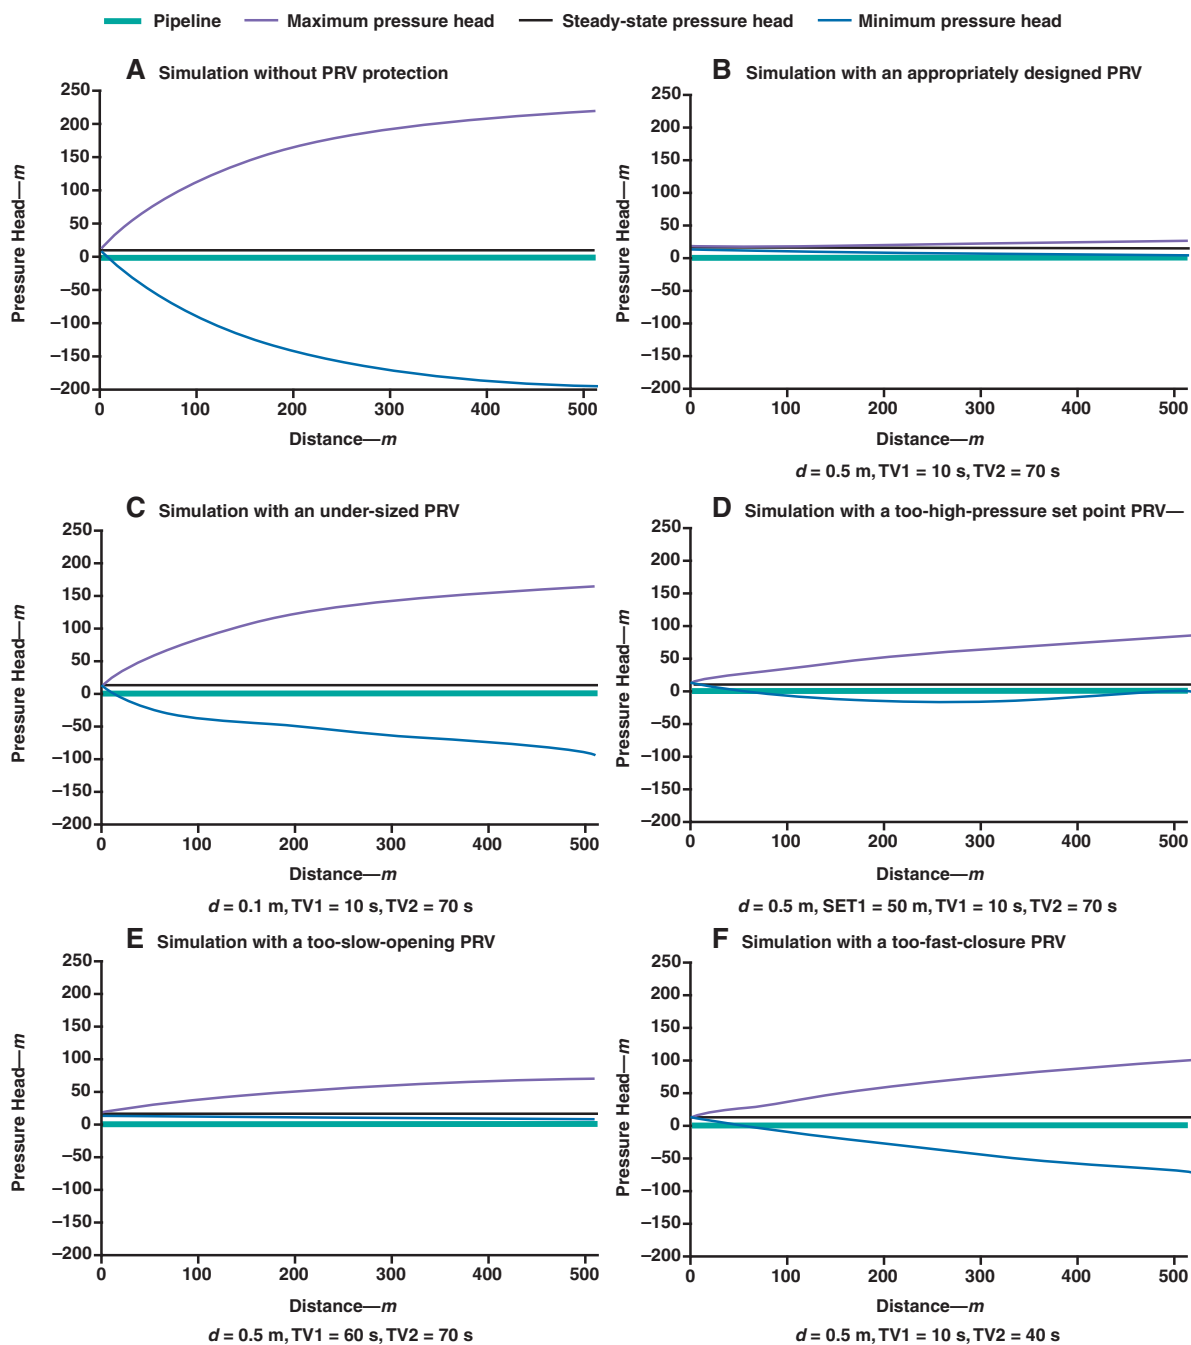 Pipeline Maximum pressure head Steady-state pressure head Minimum pressure head
A Simulation without PRV protection
250
200
150
100
50
0
–50
–100
–150
–200
Pressure Head—m
0 100 200 300 400 500
Distance—m
B Simulation with an appropriately designed PRV
250
200
150
100
50
0
–50
–100
–150
–200
Pressure Head—m
0 100 200 300 400 500
Distance—m
d = 0.5 m, TV1 = 10 s, TV2 = 70 s
C Simulation with an under-sized PRV
250
200
150
100
50
0
–50
–100
–150
–200
Pressure Head—m
0 100 200 300 400 500
Distance—m
d = 0.1 m, TV1 = 10 s, TV2 = 70 s
D Simulation with a too-high-pressure set point PRV—
250
200
150
100
50
0
–50
–100
–150
–200
Pressure Head—m
0 100 200 300 400 500
Distance—m
d = 0.5 m, SET1 = 50 m, TV1 = 10 s, TV2 = 70 s
E Simulation with a too-slow-opening PRV
250
200
150
100
50
0
–50
–100
–150
–200
Pressure Head—m
0 100 200 300 400 500
Distance—m
d = 0.5 m, TV1 = 60 s, TV2 = 70 s
F Simulation with a too-fast-closure PRV
250
200
150
100
50
0
–50
–100
–150
–200
Pressure Head—m
0 100 200 300 400 500
Distance—m
d = 0.5 m, TV1 = 10 s, TV2 = 40 s